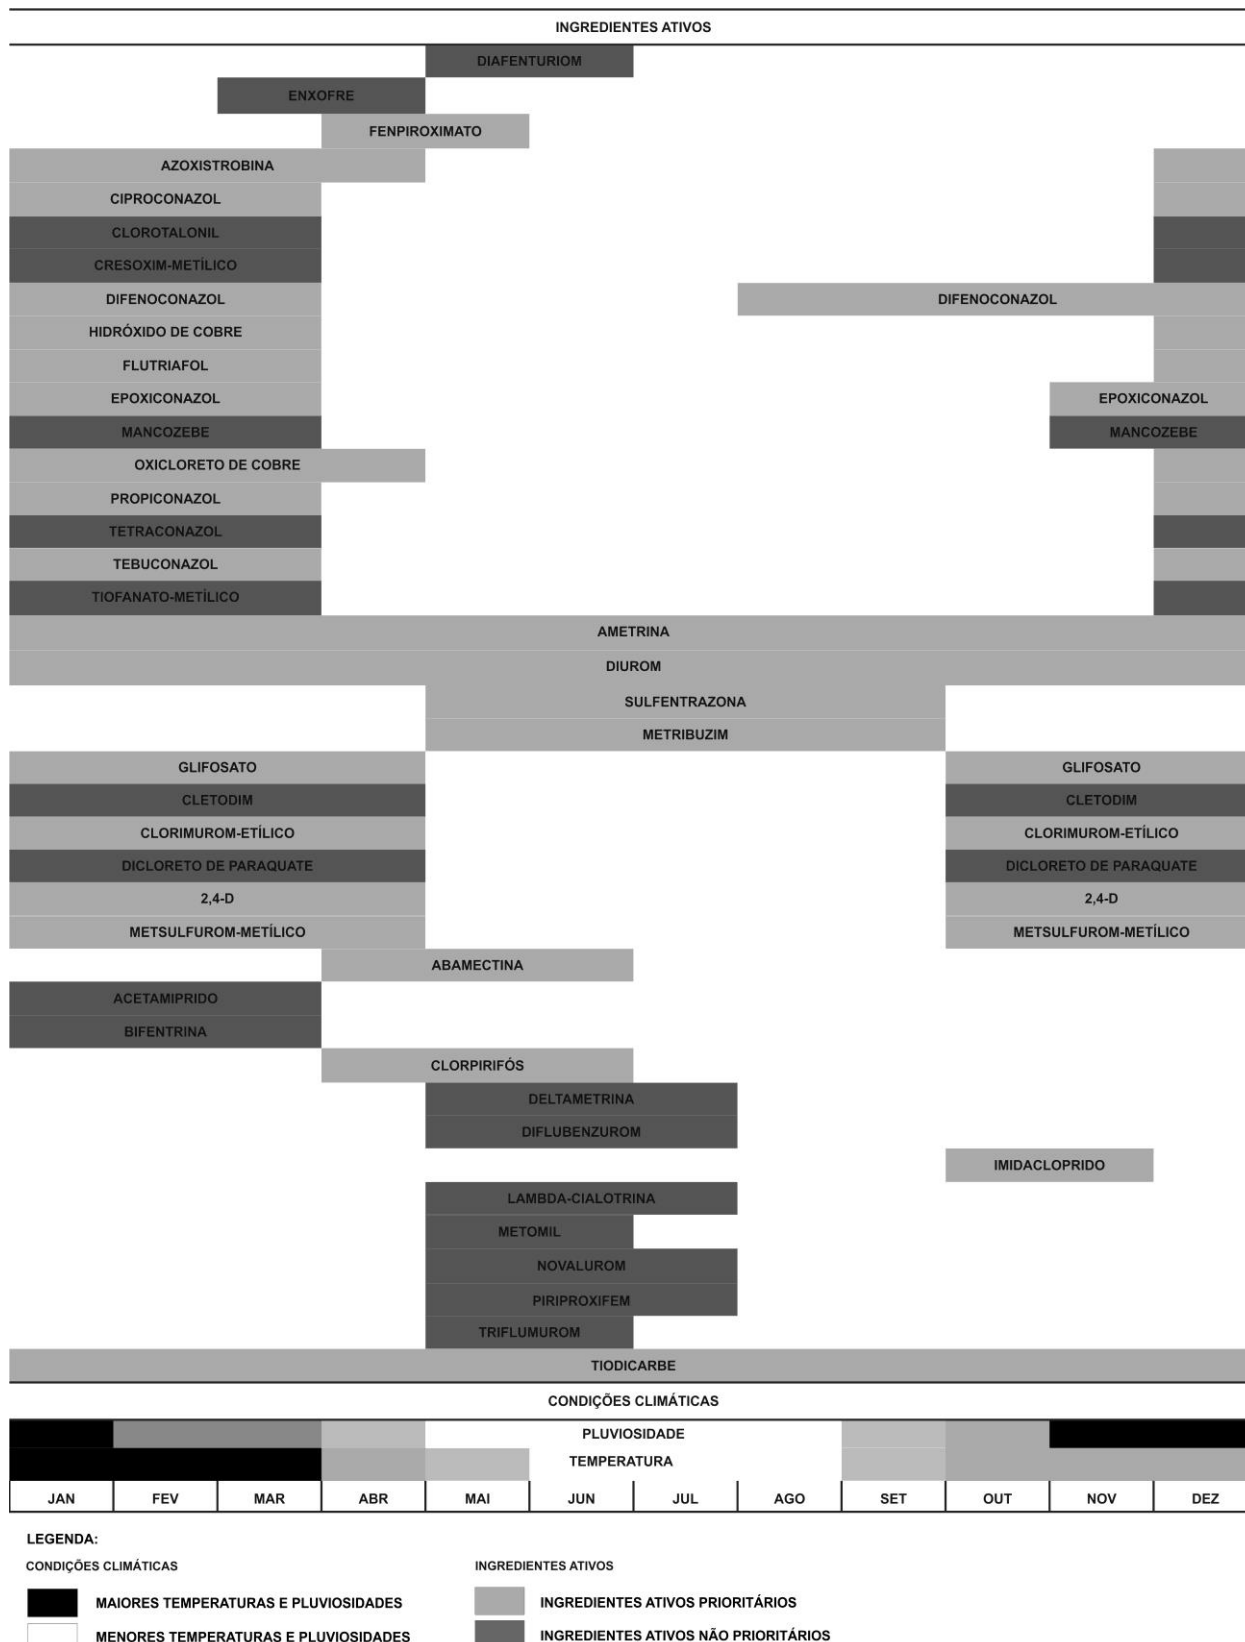 INGREDIENTES ATIVOS
DIAFENTURIOM
ENXOFRE
FENPIROXIMATO
AZOXISTROBINA
CIPROCONAZOL
CLOROTALONIL
CRESOXIM-METÍLICO
DIFENOCONAZOL DIFENOCONAZOL
HIDRÓXIDO DE COBRE
FLUTRIAFOL
EPOXICONAZOL EPOXICONAZOL
MANCOZEBE MANCOZEBE
OXICLORETO DE COBRE
PROPICONAZOL
TETRACONAZOL
TEBUCONAZOL
TIOFANATO-METÍLICO
AMETRINA
DIUROM
SULFENTRAZONA
METRIBUZIM
GLIFOSATO GLIFOSATO
CLETODIM CLETODIM
CLORIMUROM-ETÍLICO CLORIMUROM-ETÍLICO
DICLORETO DE PARAQUATE DICLORETO DE PARAQUATE
2,4-D 2,4-D
METSULFUROM-METÍLICO METSULFUROM-METÍLICO
ABAMECTINA
ACETAMIPRIDO
BIFENTRINA
CLORPIRIFÓS
DELTAMETRINA
DIFLUBENZUROM
IMIDACLOPRIDO
LAMBDA-CIALOTRINA
METOMIL
NOVALUROM
PIRIPROXIFEM
TRIFLUMUROM
TIODICARBE
CONDIÇÕES CLIMÁTICAS
PLUVIOSIDADE
TEMPERATURA
JAN FEV MAR ABR MAI JUN JUL AGO SET OUT NOV DEZ
LEGENDA:
CONDIÇÕES CLIMÁTICAS INGREDIENTES ATIVOS
MAIORES TEMPERATURAS E PLUVIOSIDADES INGREDIENTES ATIVOS PRIORITÁRIOS
MENORES TEMPERATURAS E PLUVIOSIDADES INGREDIENTES ATIVOS NÃO PRIORITÁRIOS